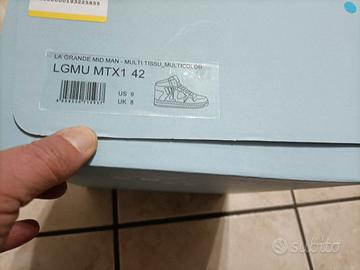 LA GRANDE MID MAN - MULTI TISSU_MULTICOLOR
LGMU MTX1 42
US 9
UK 8
subito